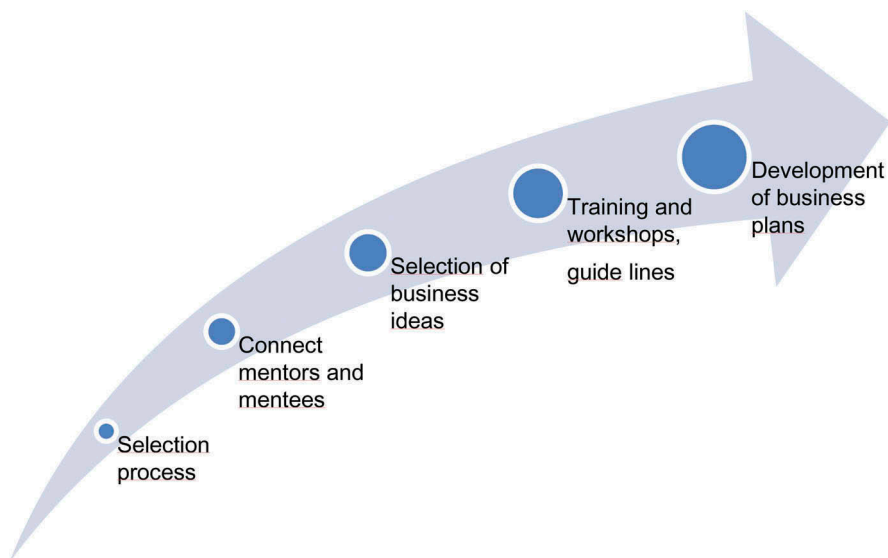 Selection
process
Connect
mentors and
mentees
Selection of
business
ideas
Training and
workshops,
guide lines
Development
of business
plans